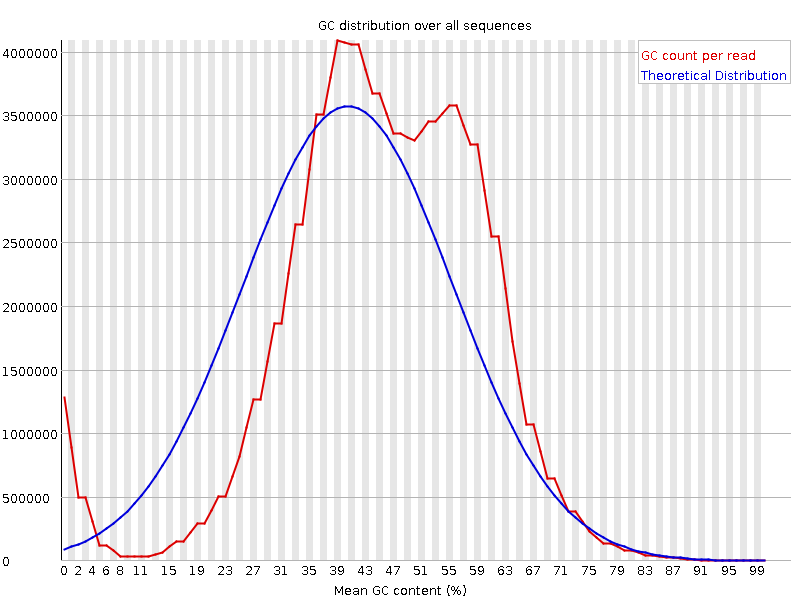 GC distribution over all sequences
GC count per read
Theoretical Distribution
4000000
3500000
3000000
2500000
2000000
1500000
1000000
500000
0
0 2 4 6 8 11 15 19 23 27 31 35 39 43 47 51 55 59 63 67 71 75 79 83 87 91 95 99
Mean GC content (%)